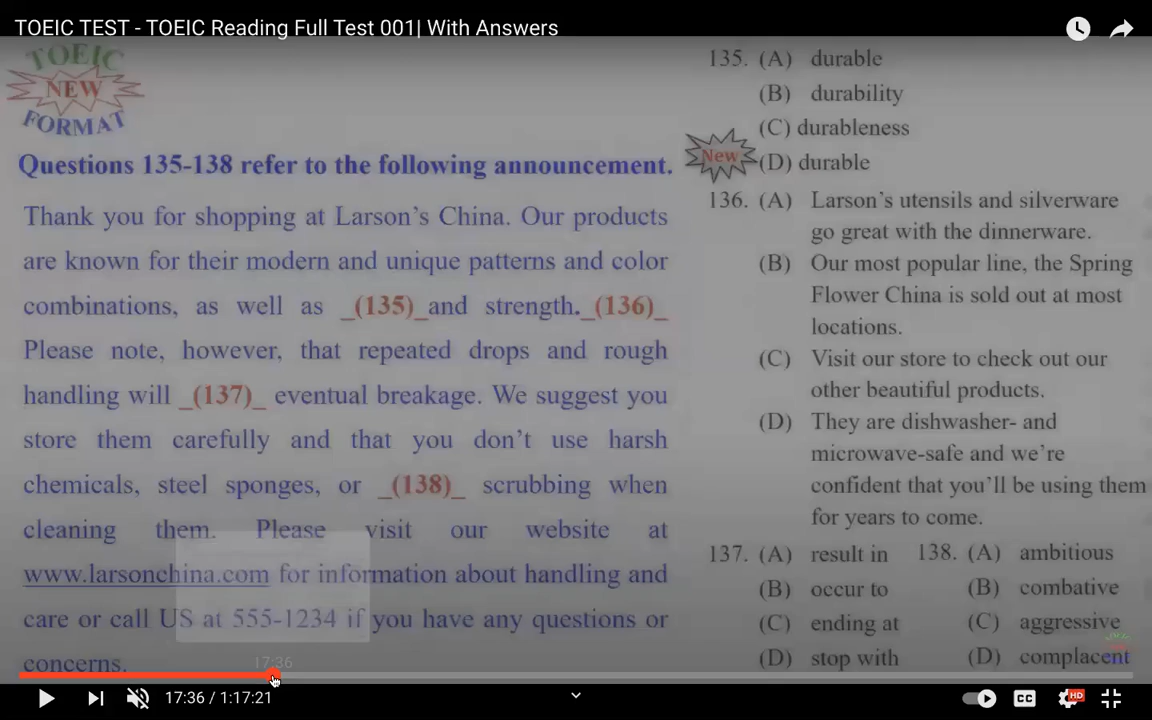 TOEIC TEST - TOEIC Reading Full Test 001| With Answers
TOEIC
NEW
FORMAT
Questions 135-138 refer to the following announcement.
Thank you for shopping at Larson's China. Our products
are known for their modern and unique patterns and color
combinations, as well as _(135)_and strength._(136)_
Please note, however, that repeated drops and rough
handling will _(137)_ eventual breakage. We suggest you
store them carefully and that you don't use harsh
chemicals, steel sponges, or _(138)_ scrubbing when
cleaning them. Please visit our website at
www.larsonchina.com for information about handling and
care or call US at 555-1234 if you have any questions or
concerns.
135. (A) durable
(B) durability
(C) durableness
New (D) durable
136. (A) Larson's utensils and silverware
go great with the dinnerware.
(B) Our most popular line, the Spring
Flower China is sold out at most
locations.
(C) Visit our store to check out our
other beautiful products.
(D) They are dishwasher- and
microwave-safe and we're
confident that you'll be using them
for years to come.
137. (A) result in
(B) occur to
(C) ending at
(D) stop with
138. (A) ambitious
(B) combative
(C) aggressive
(D) complacent
17:36
17:36 / 1:17:21
CC
HD